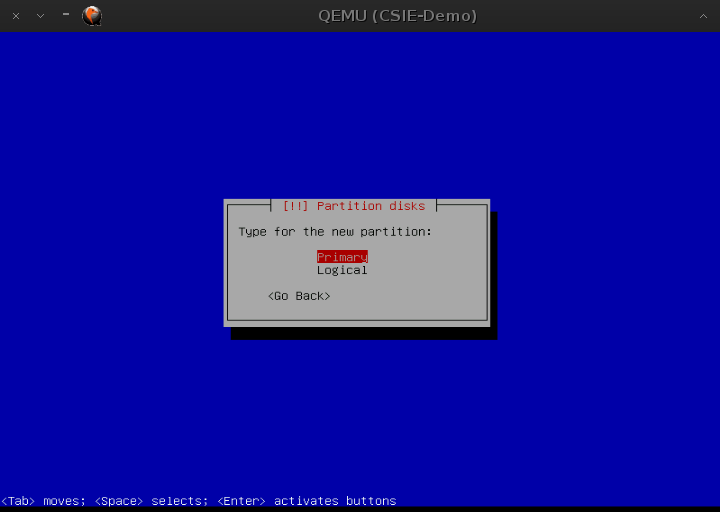 QEMU (CSIE-Demo)
[!!] Partition disks
Type for the new partition:
Primary
Logical
<Go Back>
<Tab> moves; <Space> selects; <Enter> activates buttons